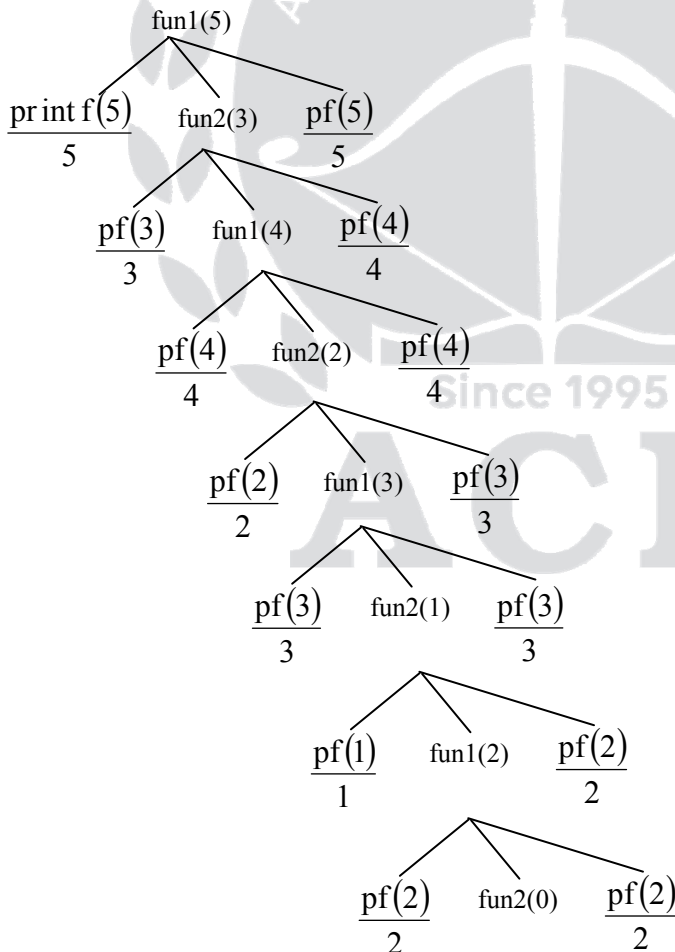 fun1(5)
printf(5) fun2(3) pf(5)
5 5
pf(3) fun1(4) pf(4)
3 4
pf(4) fun2(2) pf(4)
4 4
Since 1995
pf(2) fun1(3) pf(3)
2 3
pf(3) fun2(1) pf(3)
3 3
pf(1) fun1(2) pf(2)
1 2
pf(2) fun2(0) pf(2)
2 2